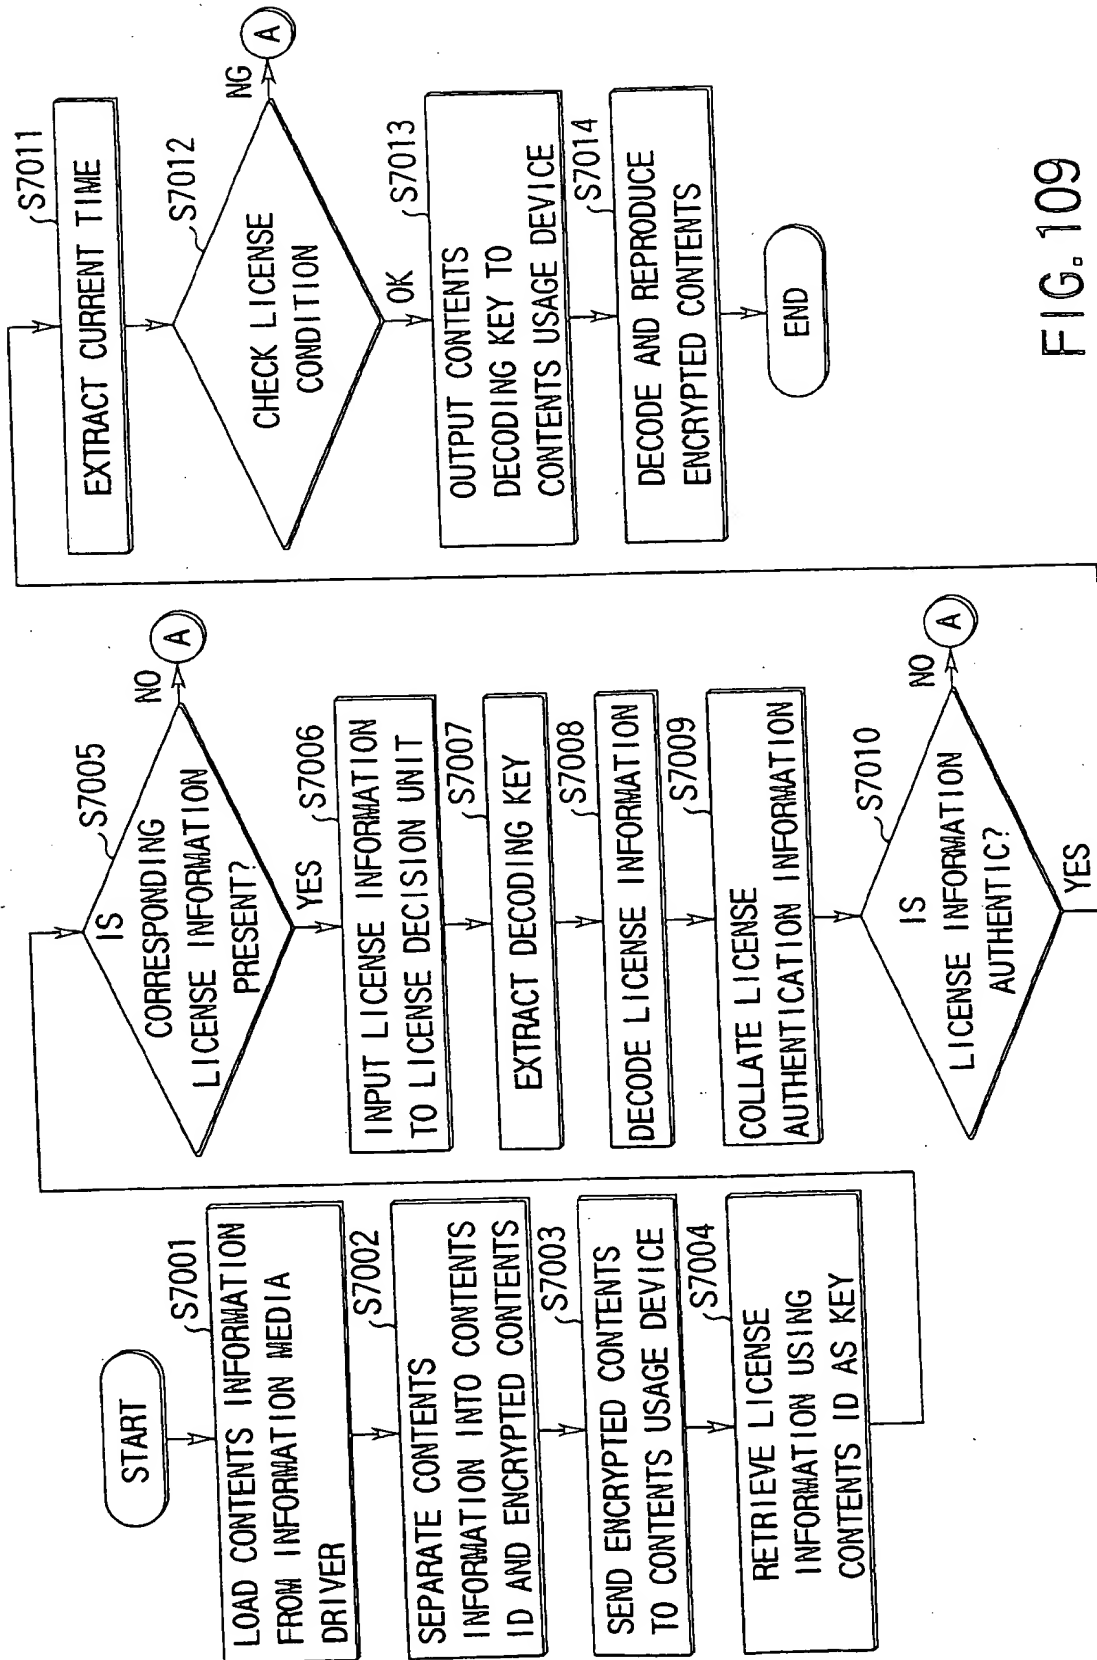 START
S7001
LOAD CONTENTS INFORMATION
FROM INFORMATION MEDIA
DRIVER
S7002
SEPARATE CONTENTS
INFORMATION INTO CONTENTS
ID AND ENCRYPTED CONTENTS
S7003
SEND ENCRYPTED CONTENTS
TO CONTENTS USAGE DEVICE
S7004
RETRIEVE LICENSE
INFORMATION USING
CONTENTS ID AS KEY
S7005
IS
CORRESPONDING
LICENSE INFORMATION
PRESENT?
NO
A
YES
S7006
INPUT LICENSE INFORMATION
TO LICENSE DECISION UNIT
S7007
EXTRACT DECODING KEY
S7008
DECODE LICENSE INFORMATION
S7009
COLLATE LICENSE
AUTHENTICATION INFORMATION
S7010
IS
LICENSE INFORMATION
AUTHENTIC?
NO
A
YES
S7011
EXTRACT CURRENT TIME
S7012
CHECK LICENSE
CONDITION
NG
A
OK
S7013
OUTPUT CONTENTS
DECODING KEY TO
CONTENTS USAGE DEVICE
S7014
DECODE AND REPRODUCE
ENCRYPTED CONTENTS
END
FIG.109